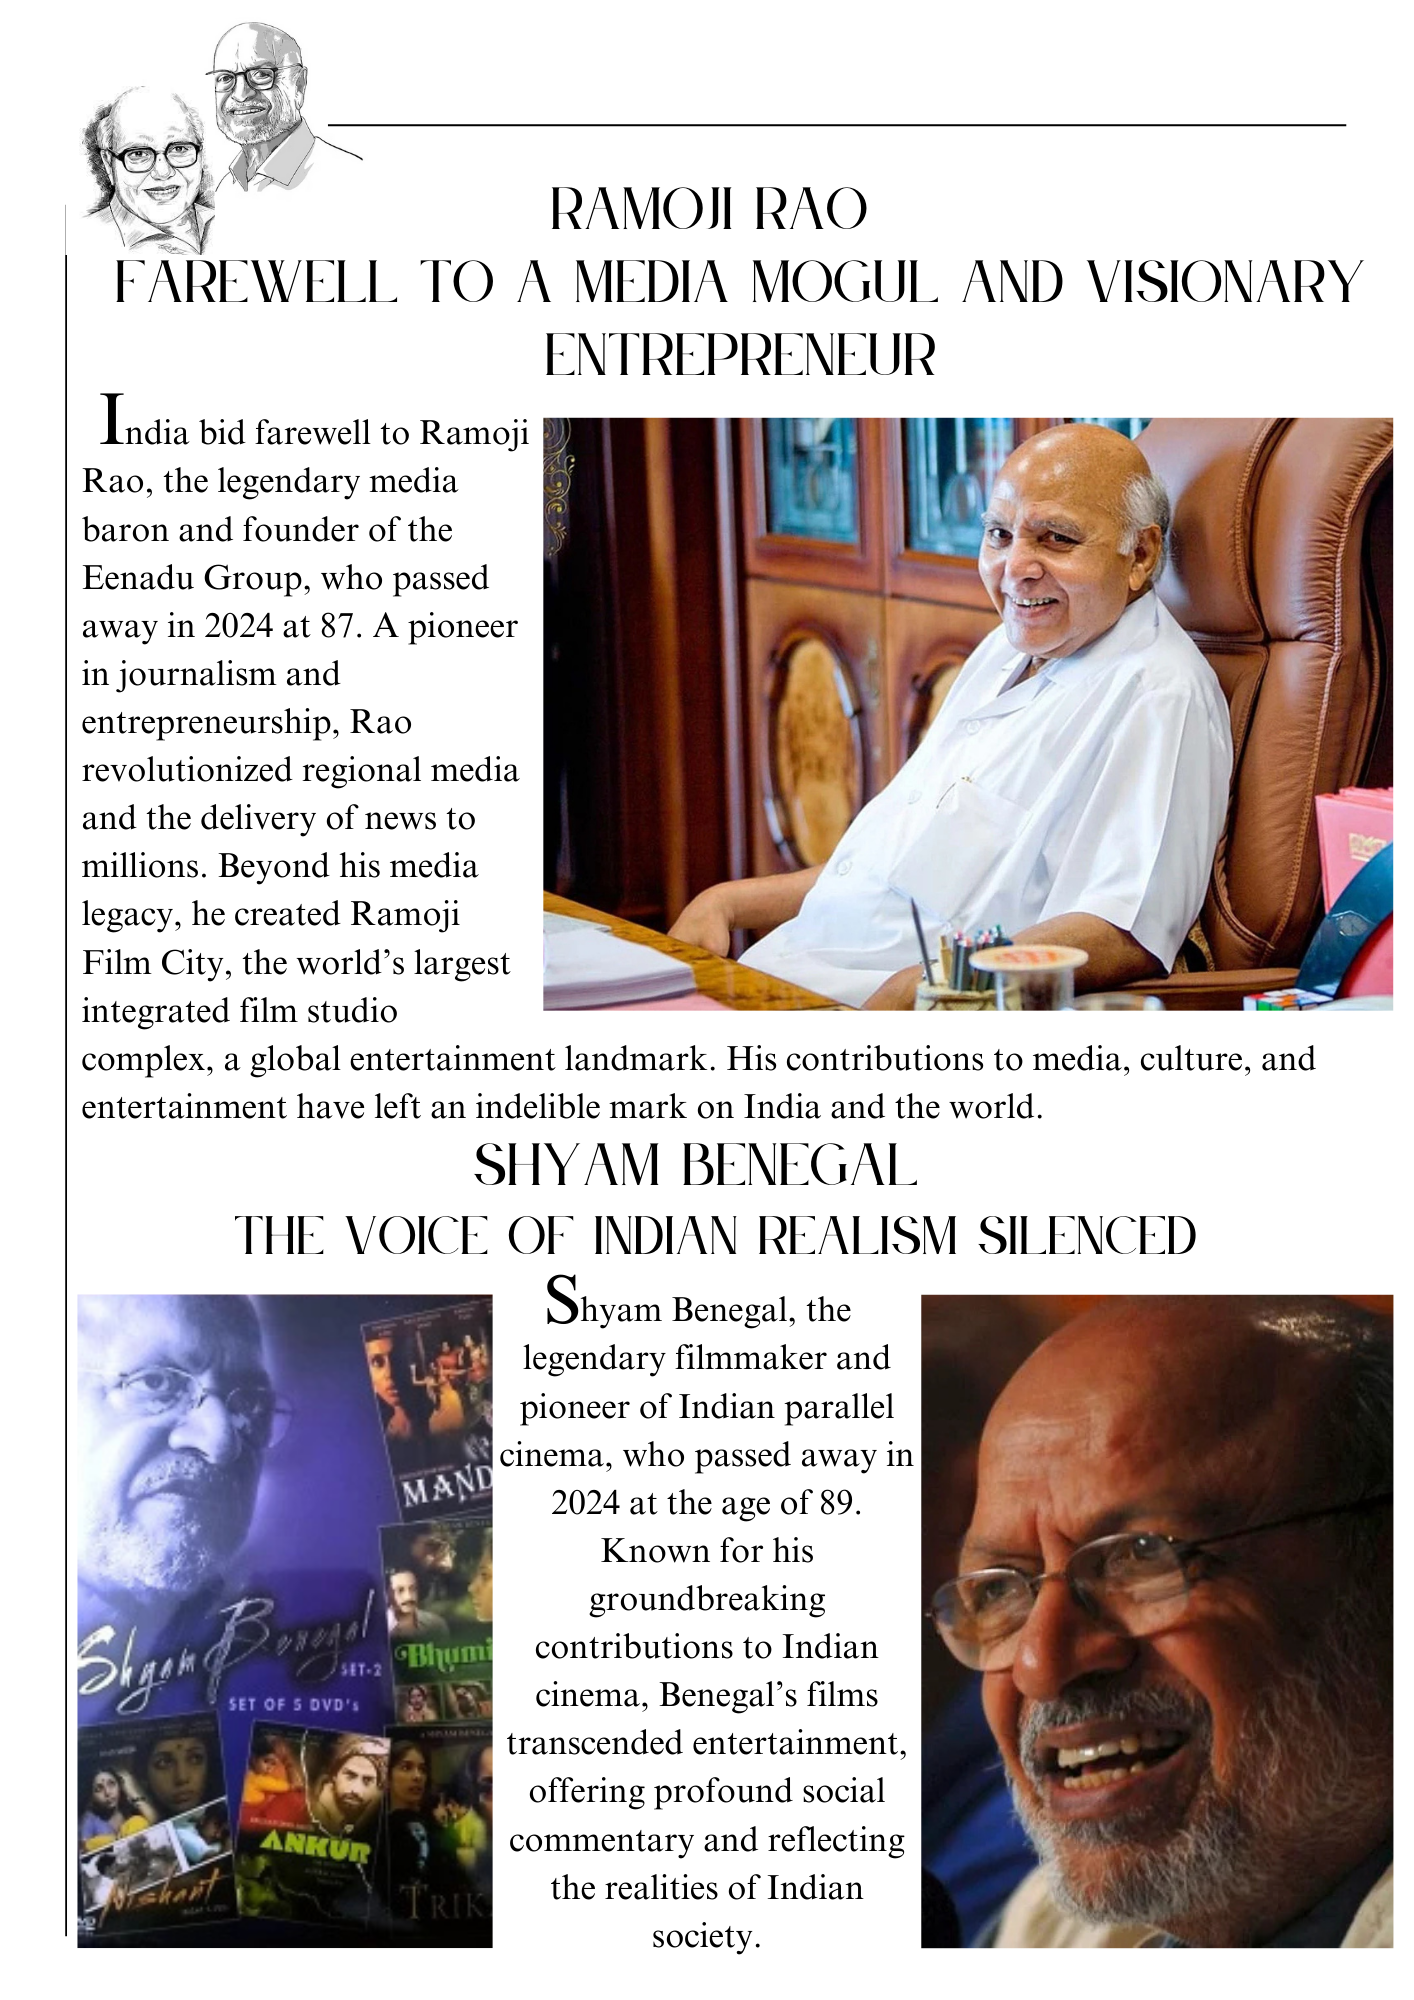 RAMOJI RAO
FAREWELL TO A MEDIA MOGUL AND VISIONARY
ENTREPRENEUR
India bid farewell to Ramoji
Rao, the legendary media
baron and founder of the
Eenadu Group, who passed
away in 2024 at 87. A pioneer
in journalism and
entrepreneurship, Rao
revolutionized regional media
and the delivery of news to
millions. Beyond his media
legacy, he created Ramoji
Film City, the world’s largest
integrated film studio
complex, a global entertainment landmark. His contributions to media, culture, and
entertainment have left an indelible mark on India and the world.
SHYAM BENEGAL
THE VOICE OF INDIAN REALISM SILENCED
MAND
Shyam Benegal
SET-2
SET OF 5 DVD's
Bhumi
Nishant
ANKUR
TRIK
Shyam Benegal, the
legendary filmmaker and
pioneer of Indian parallel
cinema, who passed away in
2024 at the age of 89.
Known for his
groundbreaking
contributions to Indian
cinema, Benegal’s films
transcended entertainment,
offering profound social
commentary and reflecting
the realities of Indian
society.